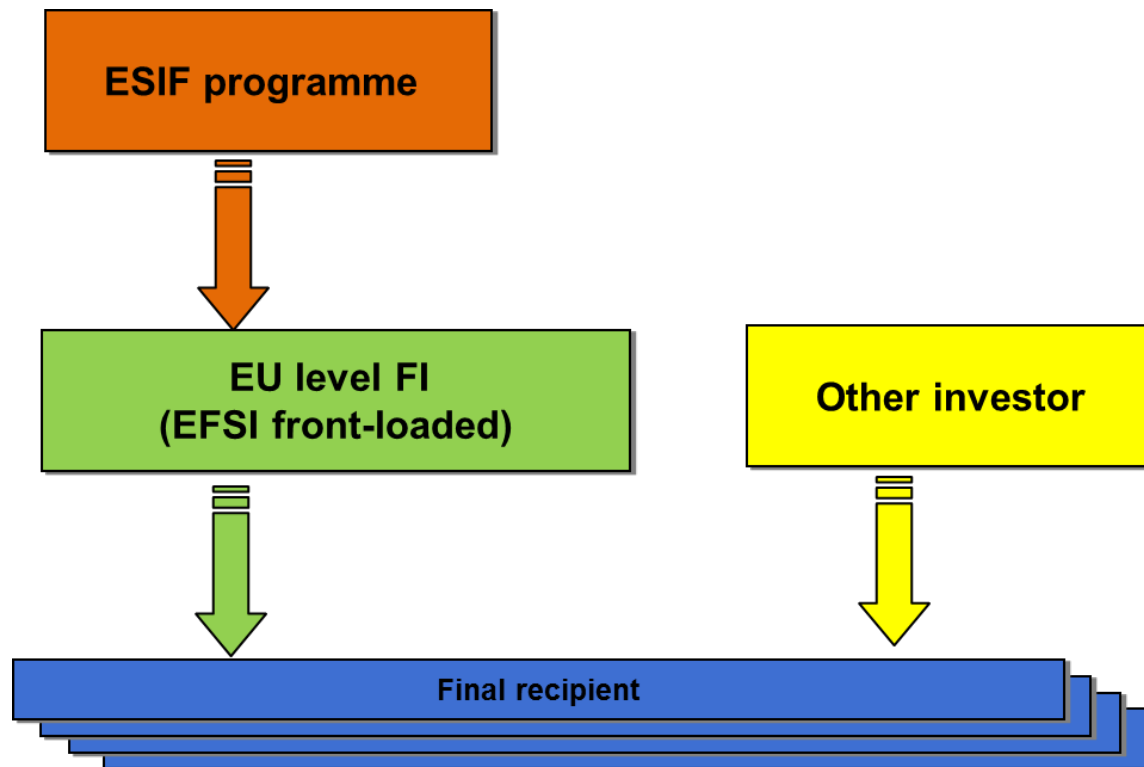 ESIF programme
EU level FI
(EFSI front-loaded)
Other investor
Final recipient